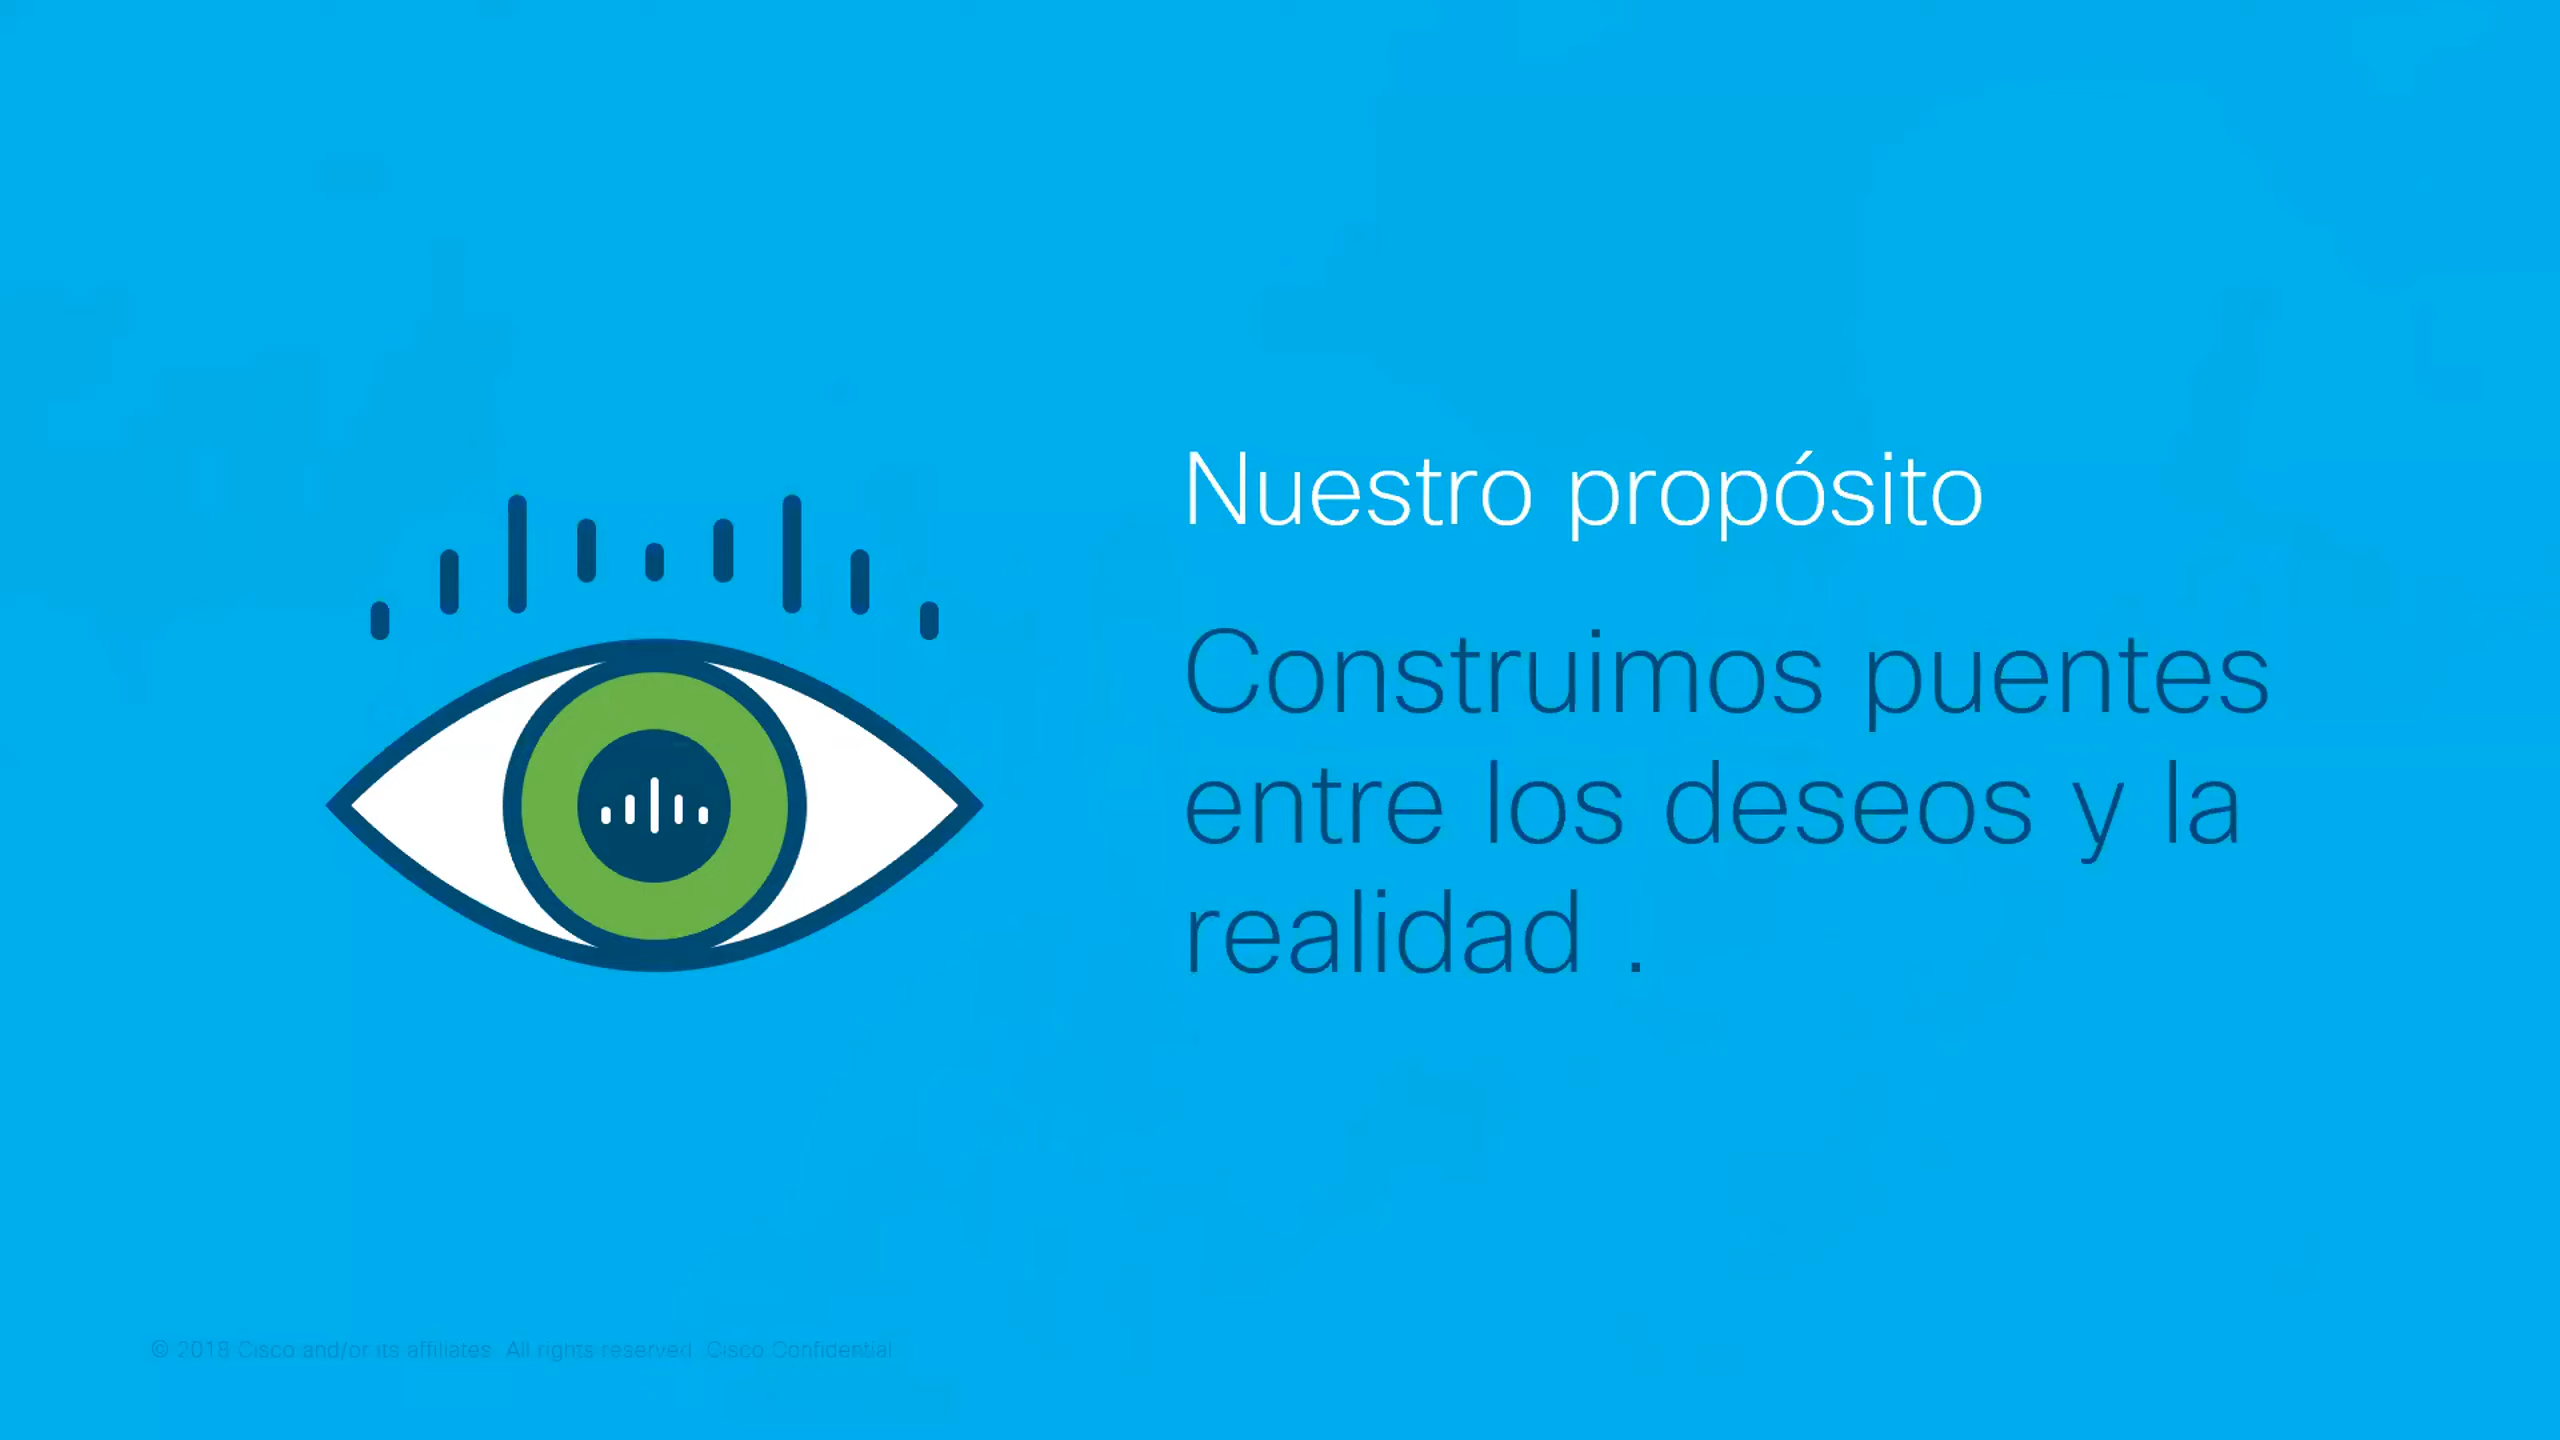 Nuestro propósito
Construimos puentes
entre los deseos y la
realidad .
© 2018 Cisco and/or its affiliates. All rights reserved. Cisco Confidential